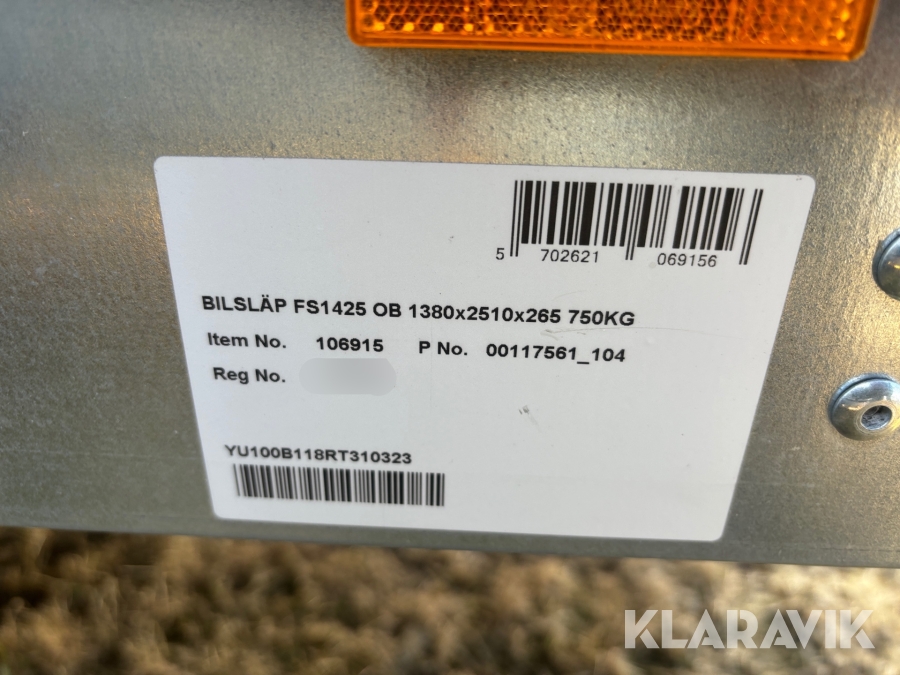 5 702621 069156
BILSLÄP FS1425 OB 1380x2510x265 750KG
Item No. 106915 P No. 00117561_104
Reg No.
YU100B118RT310323
KLARAVIK